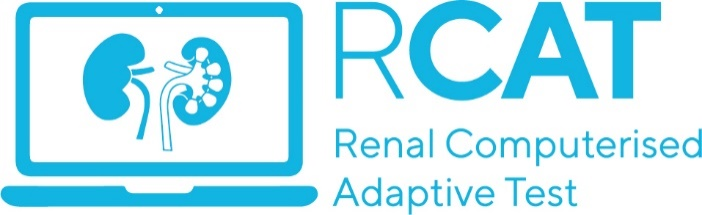 RCAT
Renal Computerised
Adaptive Test